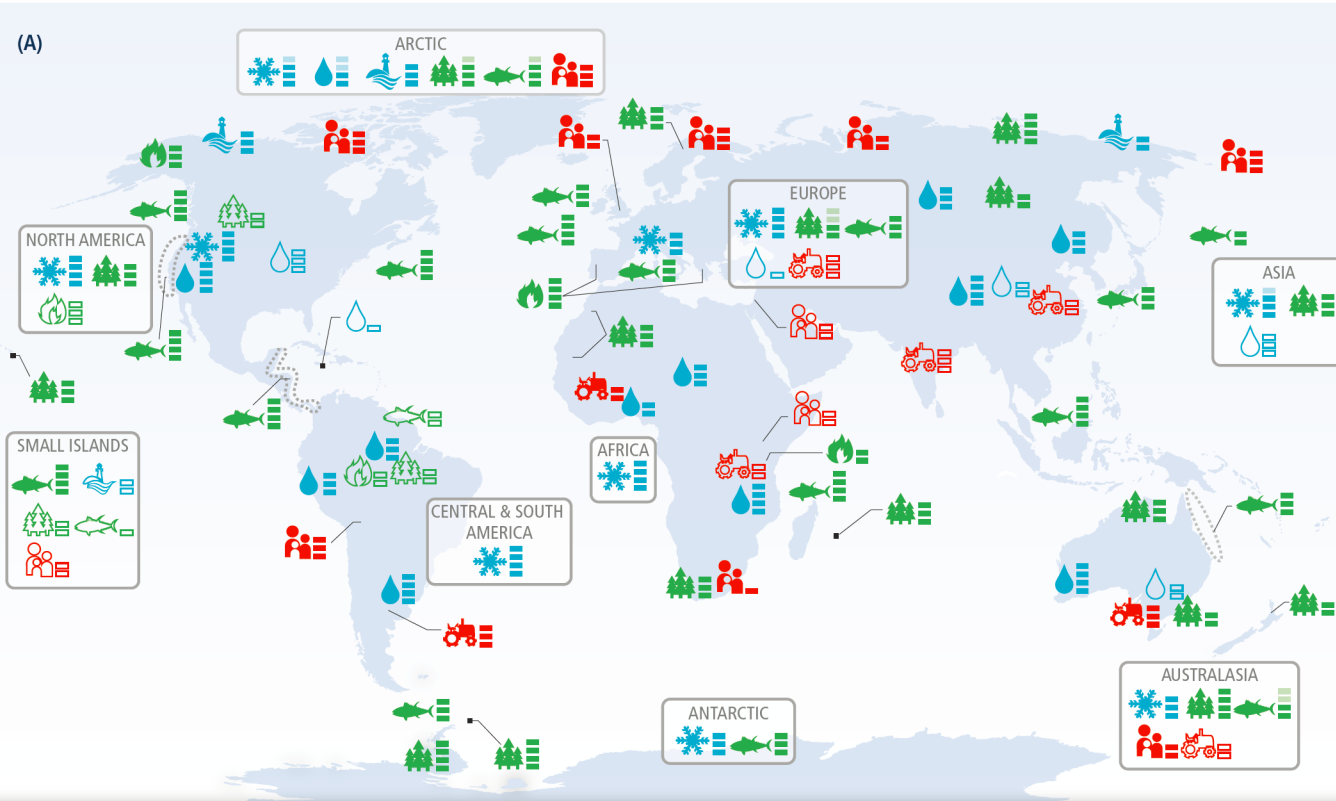 (A)
ARCTIC
EUROPE
NORTH AMERICA
ASIA
SMALL ISLANDS
AFRICA
CENTRAL & SOUTH
AMERICA
AUSTRALASIA
ANTARCTIC